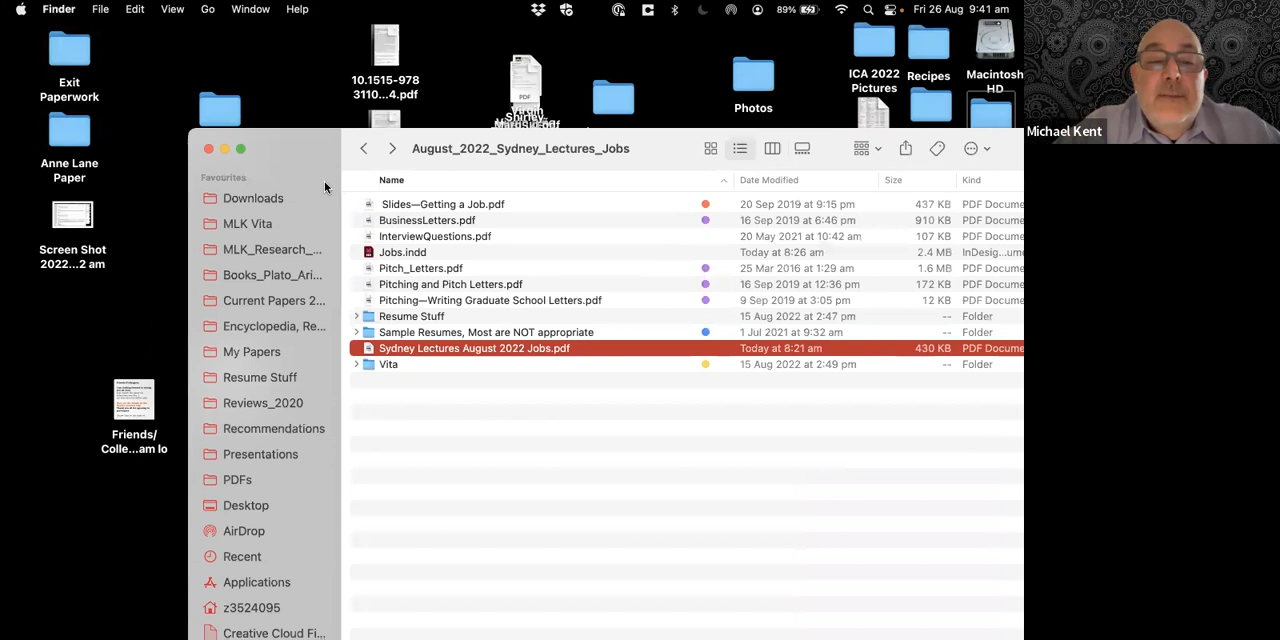 Finder File Edit View Go Window Help 89% Fri 26 Aug 9:41 am
Exit
Paperwork
Anne Lane
Paper
Screen Shot
2022...2 am
Friends/
Colle...am lo
10.1515-978
3110...4.pdf
PDF
Photos
ICA 2022
Pictures
Recipes
Macintosh
HD
Michael Kent
August_2022_Sydney_Lectures_Jobs
Favourites
Downloads
MLK Vita
MLK_Research_...
Books_Plato_Ari...
Current Papers 2...
Encyclopedia, Re...
My Papers
Resume Stuff
Reviews_2020
Recommendations
Presentations
PDFs
Desktop
AirDrop
Recent
Applications
z3524095
Creative Cloud Fi...
Name Date Modified Size Kind
Slides—Getting a Job.pdf 20 Sep 2019 at 9:15 pm 437 KB PDF Docume
BusinessLetters.pdf 16 Sep 2019 at 6:46 pm 910 KB PDF Docume
InterviewQuestions.pdf 20 May 2021 at 10:42 am 107 KB PDF Docume
Jobs.indd Today at 8:26 am 2.4 MB InDesig...ume
Pitch_Letters.pdf 25 Mar 2016 at 1:29 am 1.6 MB PDF Docume
Pitching and Pitch Letters.pdf 16 Sep 2019 at 12:36 pm 172 KB PDF Docume
Pitching—Writing Graduate School Letters.pdf 9 Sep 2019 at 3:05 pm 12 KB PDF Docume
Resume Stuff 15 Aug 2022 at 2:47 pm -- Folder
Sample Resumes, Most are NOT appropriate 1 Jul 2021 at 9:32 am -- Folder
Sydney Lectures August 2022 Jobs.pdf Today at 8:21 am 430 KB PDF Docume
Vita 15 Aug 2022 at 2:49 pm -- Folder